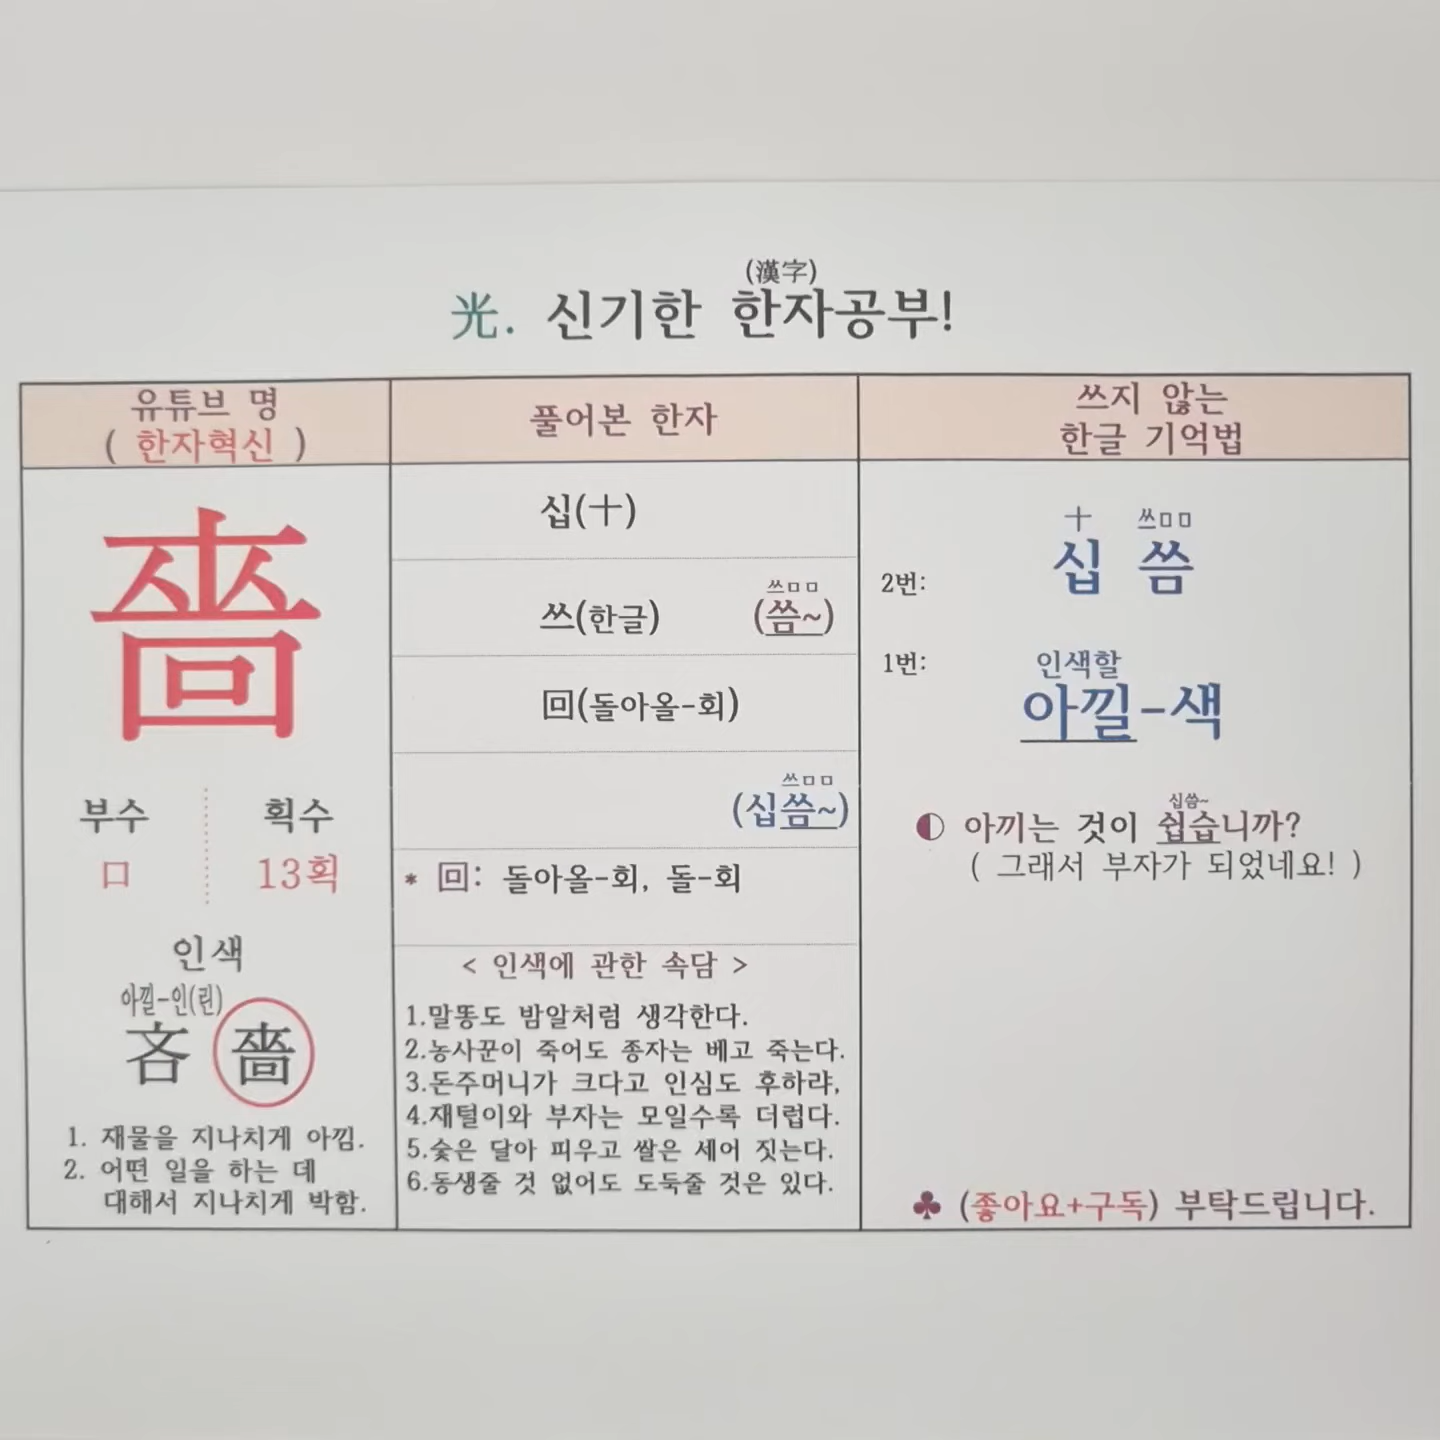 (漢字)
光. 신기한 한자공부!
유튜브 명
( 한자혁신 )
嗇
부수 획수
口 13획
인색
아낄-인(린)
吝 嗇
1. 재물을 지나치게 아낌.
2. 어떤 일을 하는 데
대해서 지나치게 박함.
풀어본 한자
십(十)
쓰ㅁㅁ
쓰(한글) (씀~)
回(돌아올-회)
쓰ㅁㅁ
(십씀~)
* 回: 돌아올-회, 돌-회
< 인색에 관한 속담 >
1.말똥도 밤알처럼 생각한다.
2.농사꾼이 죽어도 종자는 베고 죽는다.
3.돈주머니가 크다고 인심도 후하랴,
4.재털이와 부자는 모일수록 더럽다.
5.숯은 달아 피우고 쌀은 세어 짓는다.
6.동생줄 것 없어도 도둑줄 것은 있다.
쓰지 않는
한글 기억법
十 쓰ㅁㅁ
2번: 십 씀
1번: 인색할
아낄-색
십씀~
◐ 아끼는 것이 쉽습니까?
( 그래서 부자가 되었네요! )
♣ (좋아요+구독) 부탁드립니다.